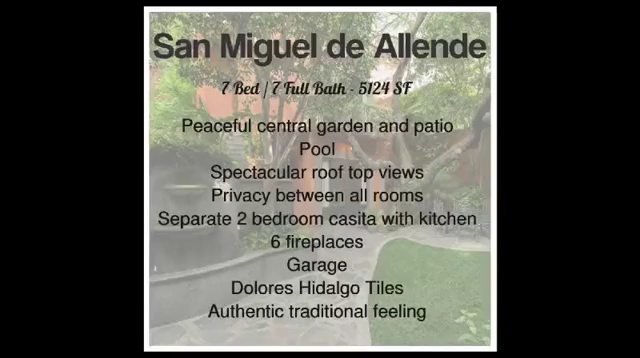 San Miguel de Allende
7 Bed / 7 Full Bath - 5124 SF
Peaceful central garden and patio
Pool
Spectacular roof top views
Privacy between all rooms
Separate 2 bedroom casita with kitchen
6 fireplaces
Garage
Dolores Hidalgo Tiles
Authentic traditional feeling